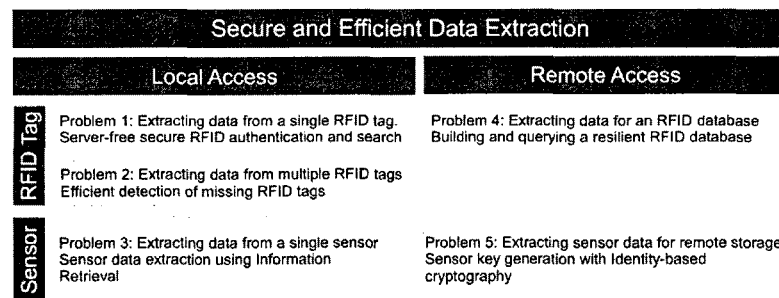 Secure and Efficient Data Extraction
Local Access
Remote Access
RFID Tag
Problem 1: Extracting data from a single RFID tag.
Server-free secure RFID authentication and search
Problem 2: Extracting data from multiple RFID tags
Efficient detection of missing RFID tags
Problem 4: Extracting data for an RFID database
Building and querying a resilient RFID database
Sensor
Problem 3: Extracting data from a single sensor
Sensor data extraction using Information
Retrieval
Problem 5: Extracting sensor data for remote storage
Sensor key generation with Identity-based
cryptography